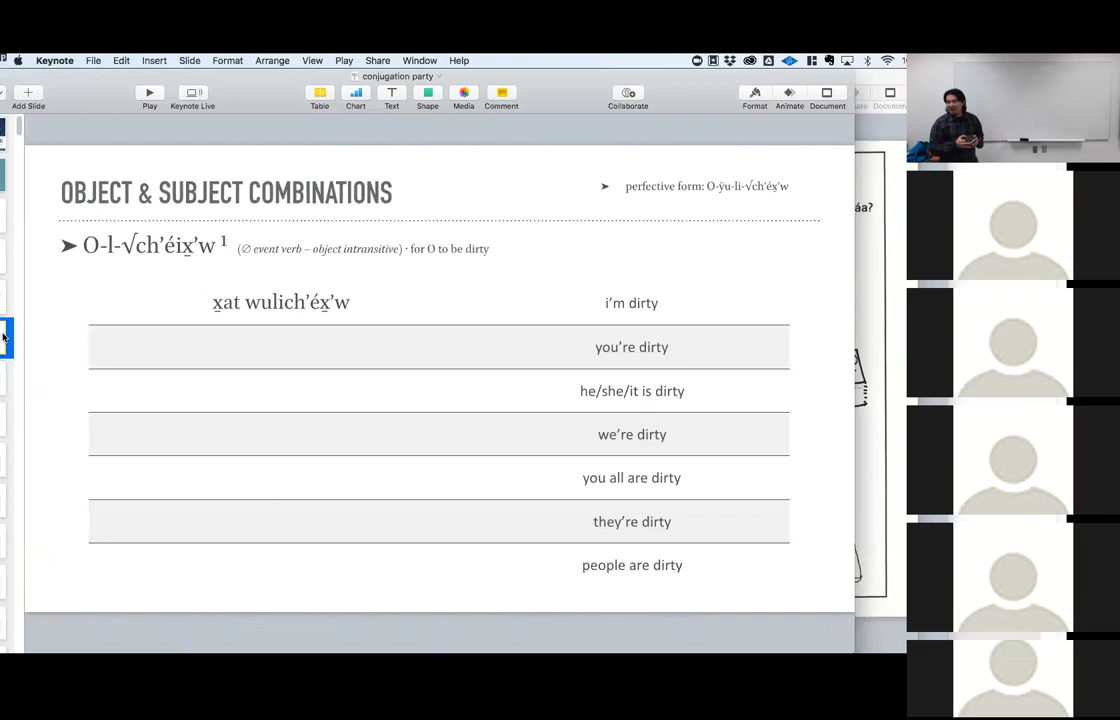 Keynote File Edit Insert Slide Format Arrange View Play Share Window Help
conjugation party
Add Slide Play Keynote Live Table Chart Text Shape Media Comment Collaborate Format Animate Document
OBJECT & SUBJECT COMBINATIONS
➤ perfective form: O-ÿu-li-√ch’éx̱’w
➤ O-l-√ch’éix̱’w ¹ (∅ event verb – object intransitive) · for O to be dirty
x̱at wulich’éx̱’w i’m dirty
you’re dirty
he/she/it is dirty
we’re dirty
you all are dirty
they’re dirty
people are dirty
áa?